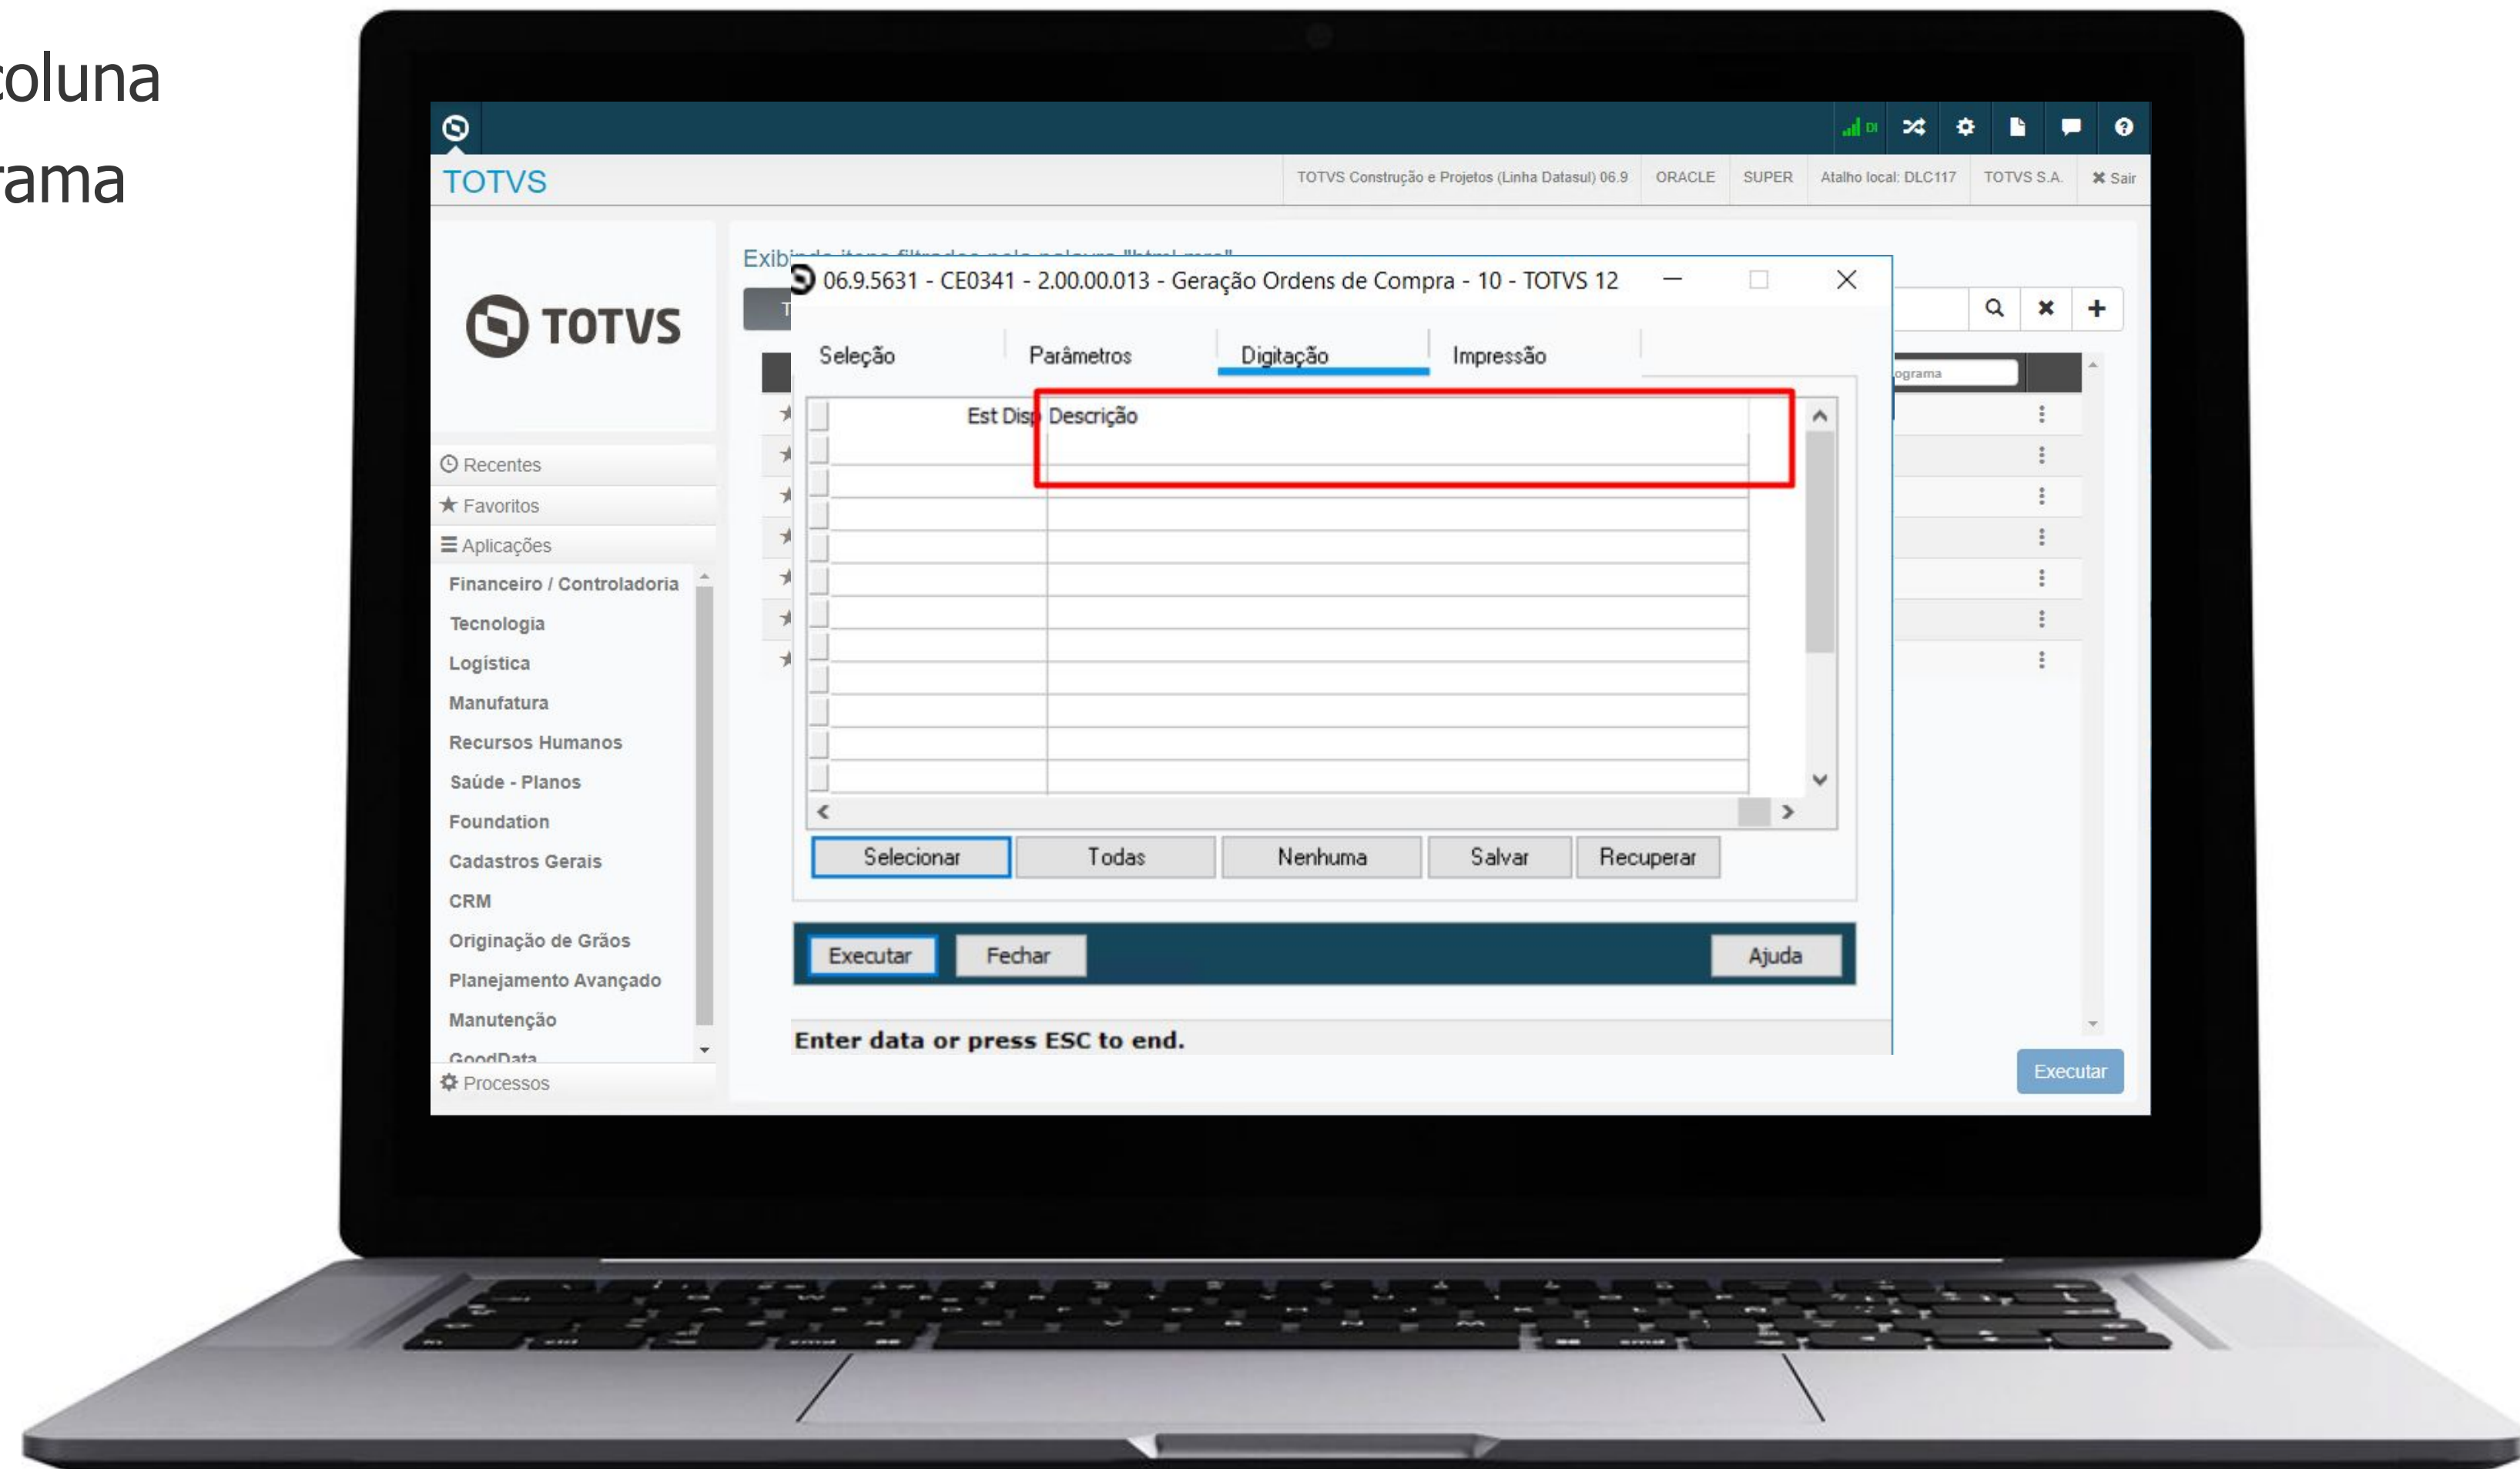 coluna
rama
DI
TOTVS
TOTVS Construção e Projetos (Linha Datasul) 06.9 ORACLE SUPER Atalho local: DLC117 TOTVS S.A. Sair
TOTVS
06.9.5631 - CE0341 - 2.00.00.013 - Geração Ordens de Compra - 10 - TOTVS 12
Seleção Parâmetros Digitação Impressão
ograma
Est Disp Descrição
Recentes
Favoritos
Aplicações
Financeiro / Controladoria
Tecnologia
Logística
Manufatura
Recursos Humanos
Saúde - Planos
Foundation
Cadastros Gerais
CRM
Originação de Grãos
Planejamento Avançado
Manutenção
GoodData
Processos
Selecionar Todas Nenhuma Salvar Recuperar
Executar Fechar Ajuda
Enter data or press ESC to end.
Executar